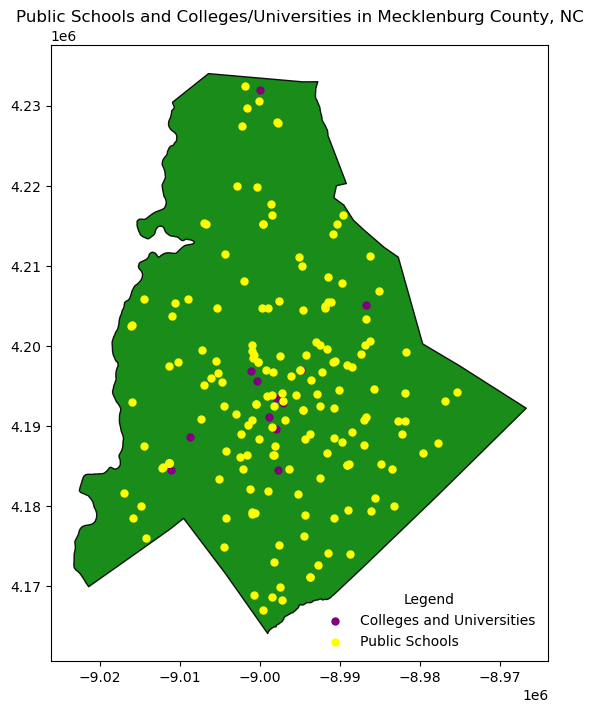 Public Schools and Colleges/Universities in Mecklenburg County, NC
1e6
4.23
4.22
4.21
4.20
4.19
4.18
4.17
Legend
Colleges and Universities
Public Schools
−9.02 −9.01 −9.00 −8.99 −8.98 −8.97
1e6